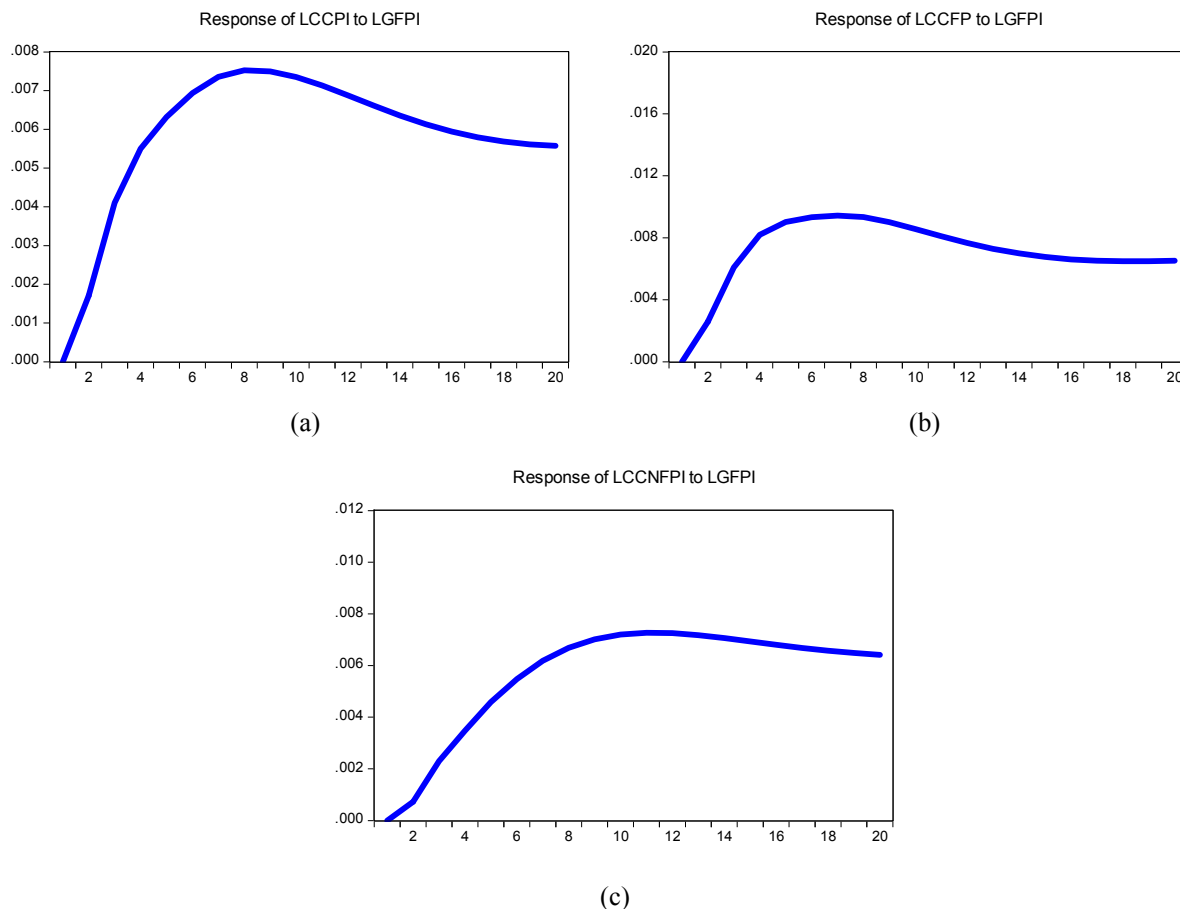 Response of LCCPI to LGFPI
.008
.007
.006
.005
.004
.003
.002
.001
.000
2 4 6 8 10 12 14 16 18 20
(a)
Response of LCCFP to LGFPI
.020
.016
.012
.008
.004
.000
2 4 6 8 10 12 14 16 18 20
(b)
Response of LCCNFPI to LGFPI
.012
.010
.008
.006
.004
.002
.000
2 4 6 8 10 12 14 16 18 20
(c)